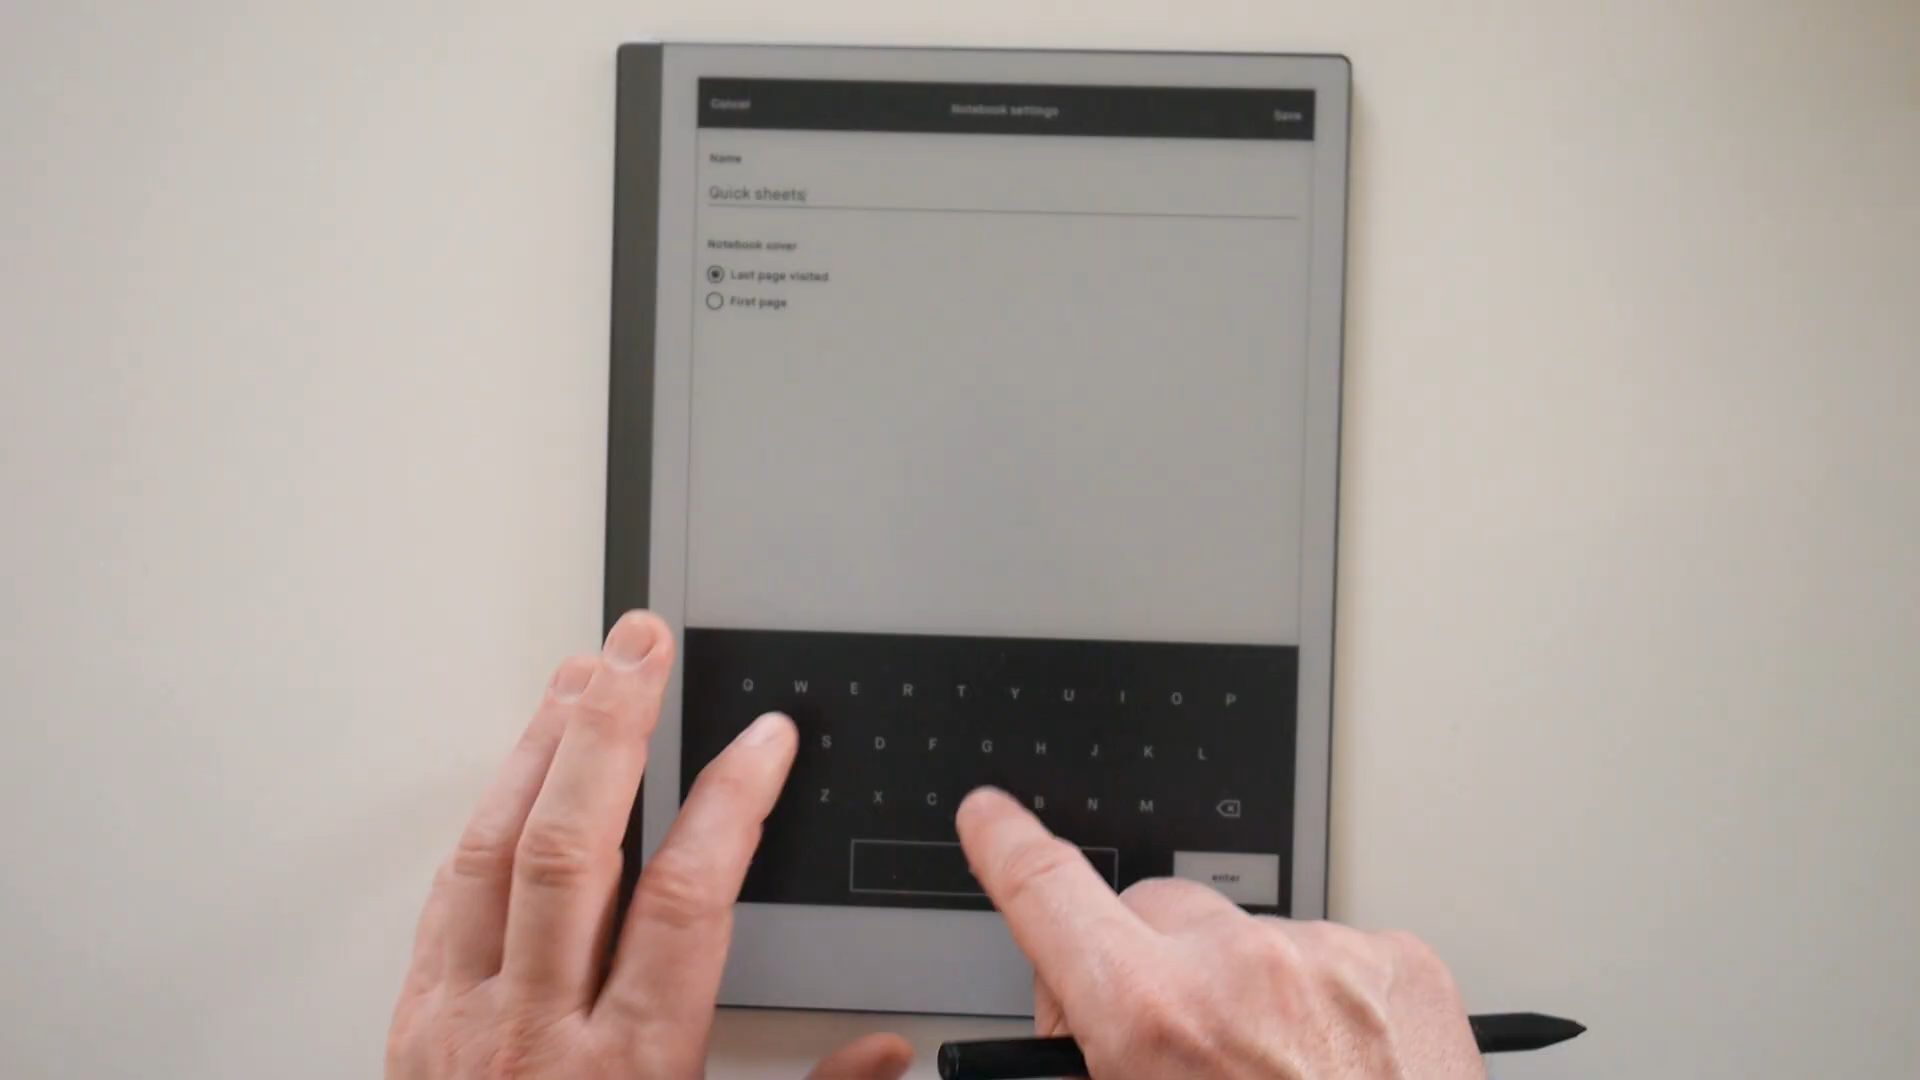 Cancel Notebook settings Save
Name
Quick sheets
Notebook cover
Last page visited
First page
Q W E R T Y U I O P
S D F G H J K L
Z X C B N M
enter